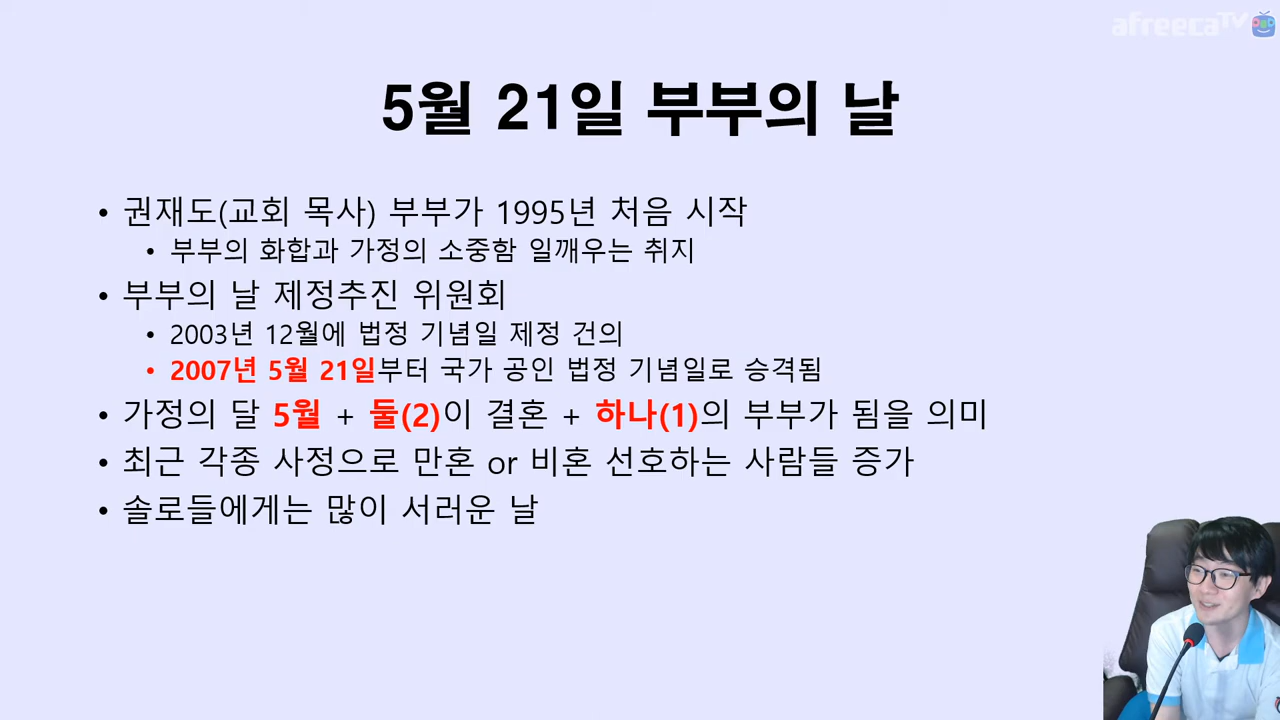 afreecaTV
5월 21일 부부의 날
• 권재도(교회 목사) 부부가 1995년 처음 시작
• 부부의 화합과 가정의 소중함 일깨우는 취지
• 부부의 날 제정추진 위원회
• 2003년 12월에 법정 기념일 제정 건의
• 2007년 5월 21일부터 국가 공인 법정 기념일로 승격됨
• 가정의 달 5월 + 둘(2)이 결혼 + 하나(1)의 부부가 됨을 의미
• 최근 각종 사정으로 만혼 or 비혼 선호하는 사람들 증가
• 솔로들에게는 많이 서러운 날